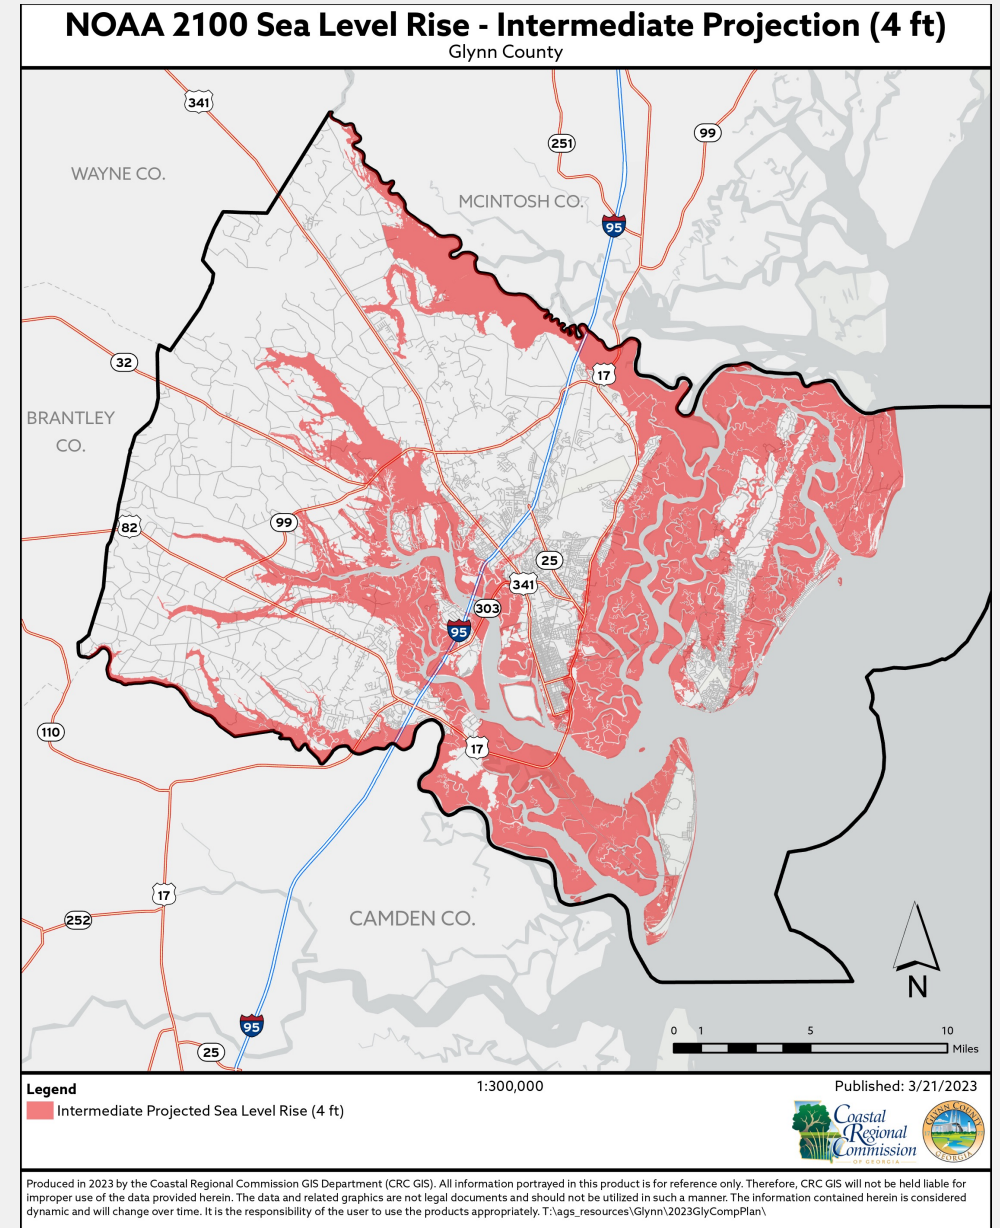 NOAA 2100 Sea Level Rise - Intermediate Projection (4 ft)
Glynn County
341
251
99
WAYNE CO.
MCINTOSH CO.
95
32
17
BRANTLEY
CO.
99
82
25
341
303
95
110
17
17
252
CAMDEN CO.
N
95
25
0 1 5 10
Miles
Legend
1:300,000
Published: 3/21/2023
Intermediate Projected Sea Level Rise (4 ft)
Coastal
Regional
Commission
OF GEORGIA
GLYNN COUNTY
GEORGIA
Produced in 2023 by the Coastal Regional Commission GIS Department (CRC GIS). All information portrayed in this product is for reference only. Therefore, CRC GIS will not be held liable for
improper use of the data provided herein. The data and related graphics are not legal documents and should not be utilized in such a manner. The information contained herein is considered
dynamic and will change over time. It is the responsibility of the user to use the products appropriately. T:\ags_resources\Glynn\2023GlyCompPlan\